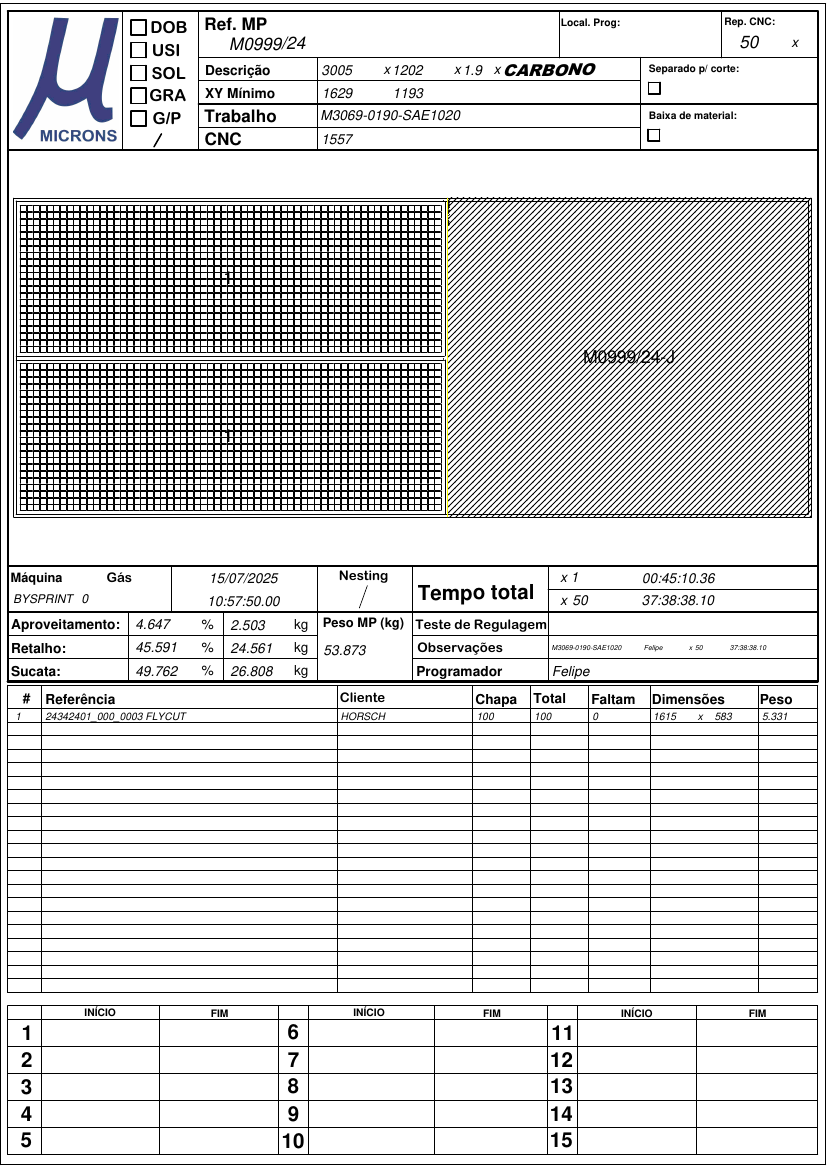 µ
MICRONS
DOB
USI
SOL
GRA
G/P
/
Ref. MP
M0999/24
Local. Prog:
Rep. CNC:
50 x
Descrição 3005 x 1202 x 1.9 x CARBONO
XY Mínimo 1629 1193
Trabalho M3069-0190-SAE1020
CNC 1557
Separado p/ corte:
Baixa de material:
1
1
M0999/24-J
Máquina Gás
BYSPRINT 0
15/07/2025
10:57:50.00
Nesting
/
Tempo total
x 1 00:45:10.36
x 50 37:38:38.10
Aproveitamento: 4.647 % 2.503 kg
Retalho: 45.591 % 24.561 kg
Sucata: 49.762 % 26.808 kg
Peso MP (kg)
53.873
Teste de Regulagem
Observações M3069-0190-SAE1020 Felipe x 50 37:38:38.10
Programador Felipe
# Referência Cliente Chapa Total Faltam Dimensões Peso
1 24342401_000_0003 FLYCUT HORSCH 100 100 0 1615 x 583 5.331
INÍCIO FIM INÍCIO FIM INÍCIO FIM
1 6 11
2 7 12
3 8 13
4 9 14
5 10 15